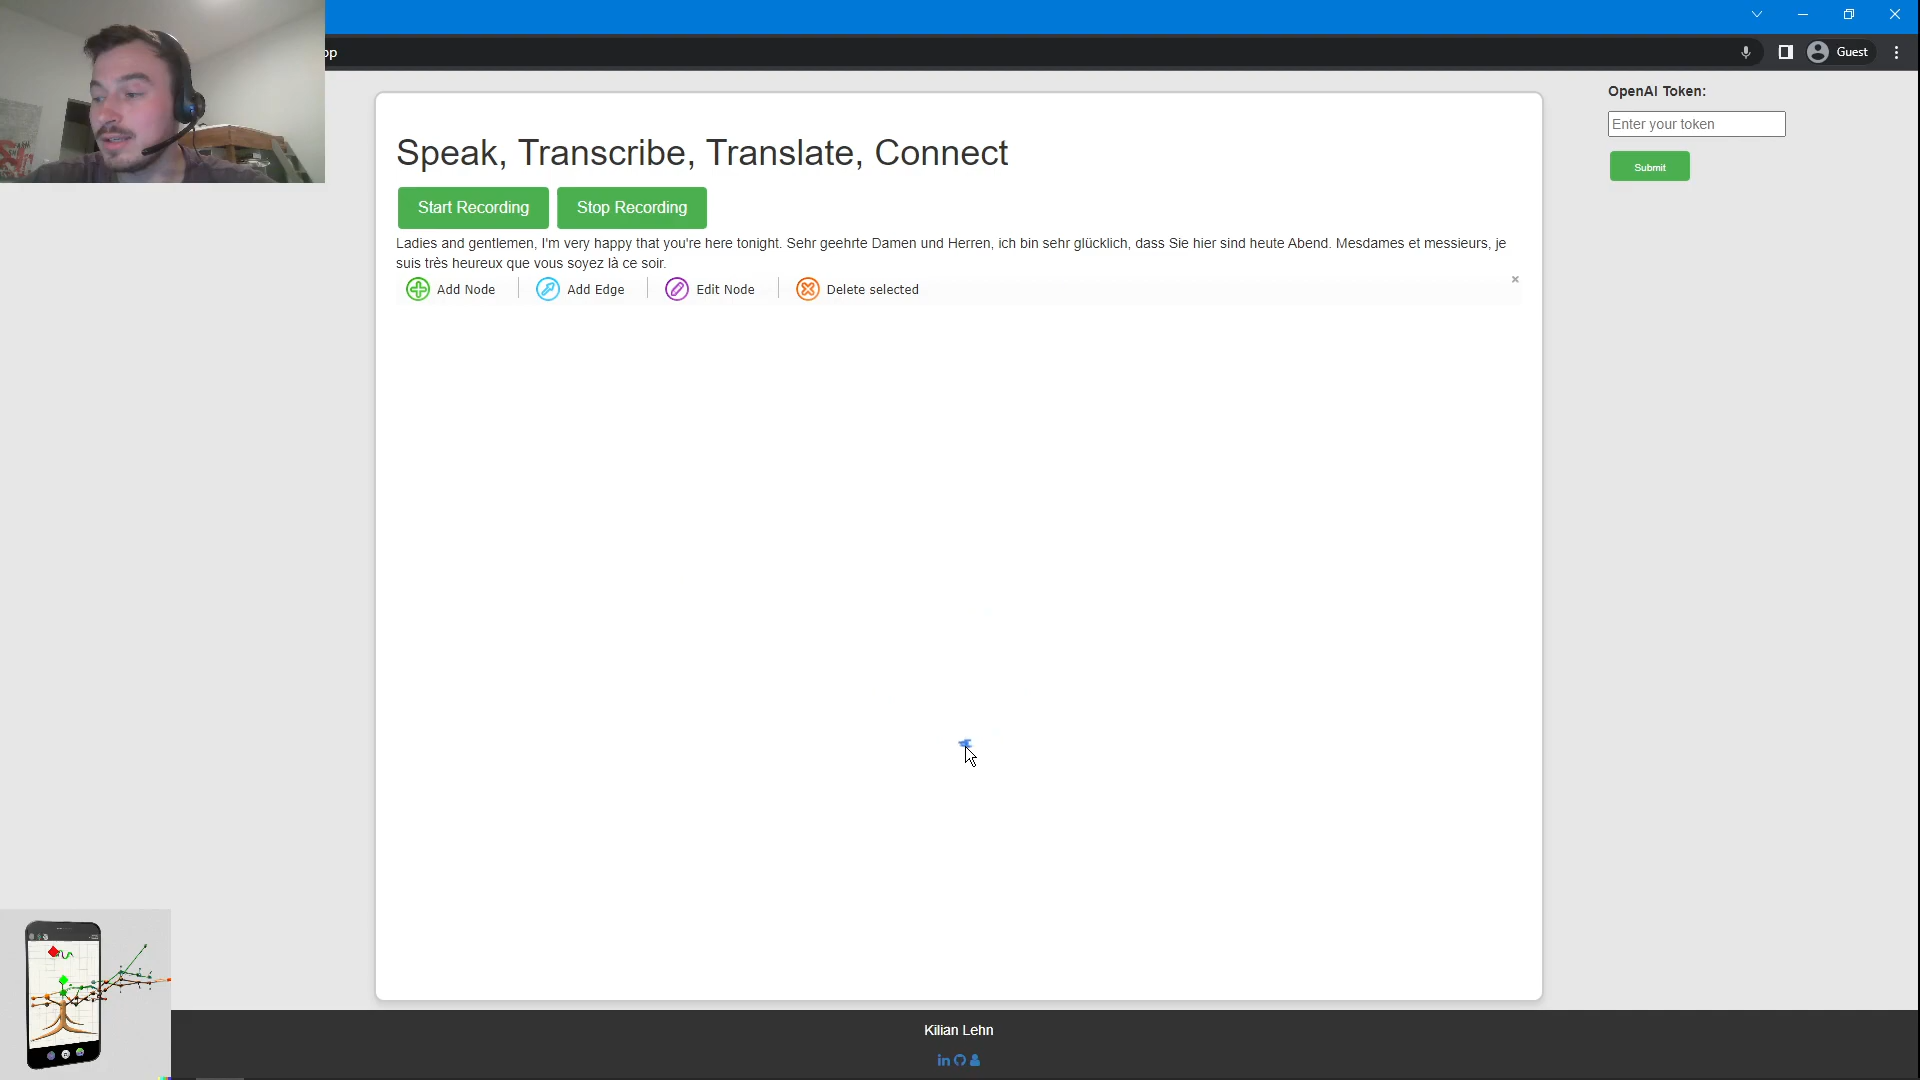 op
Guest
OpenAI Token:
Enter your token
Submit
Speak, Transcribe, Translate, Connect
Start Recording Stop Recording
Ladies and gentlemen, I'm very happy that you're here tonight. Sehr geehrte Damen und Herren, ich bin sehr glücklich, dass Sie hier sind heute Abend. Mesdames et messieurs, je
suis très heureux que vous soyez là ce soir.
Add Node Add Edge Edit Node Delete selected
Kilian Lehn
in